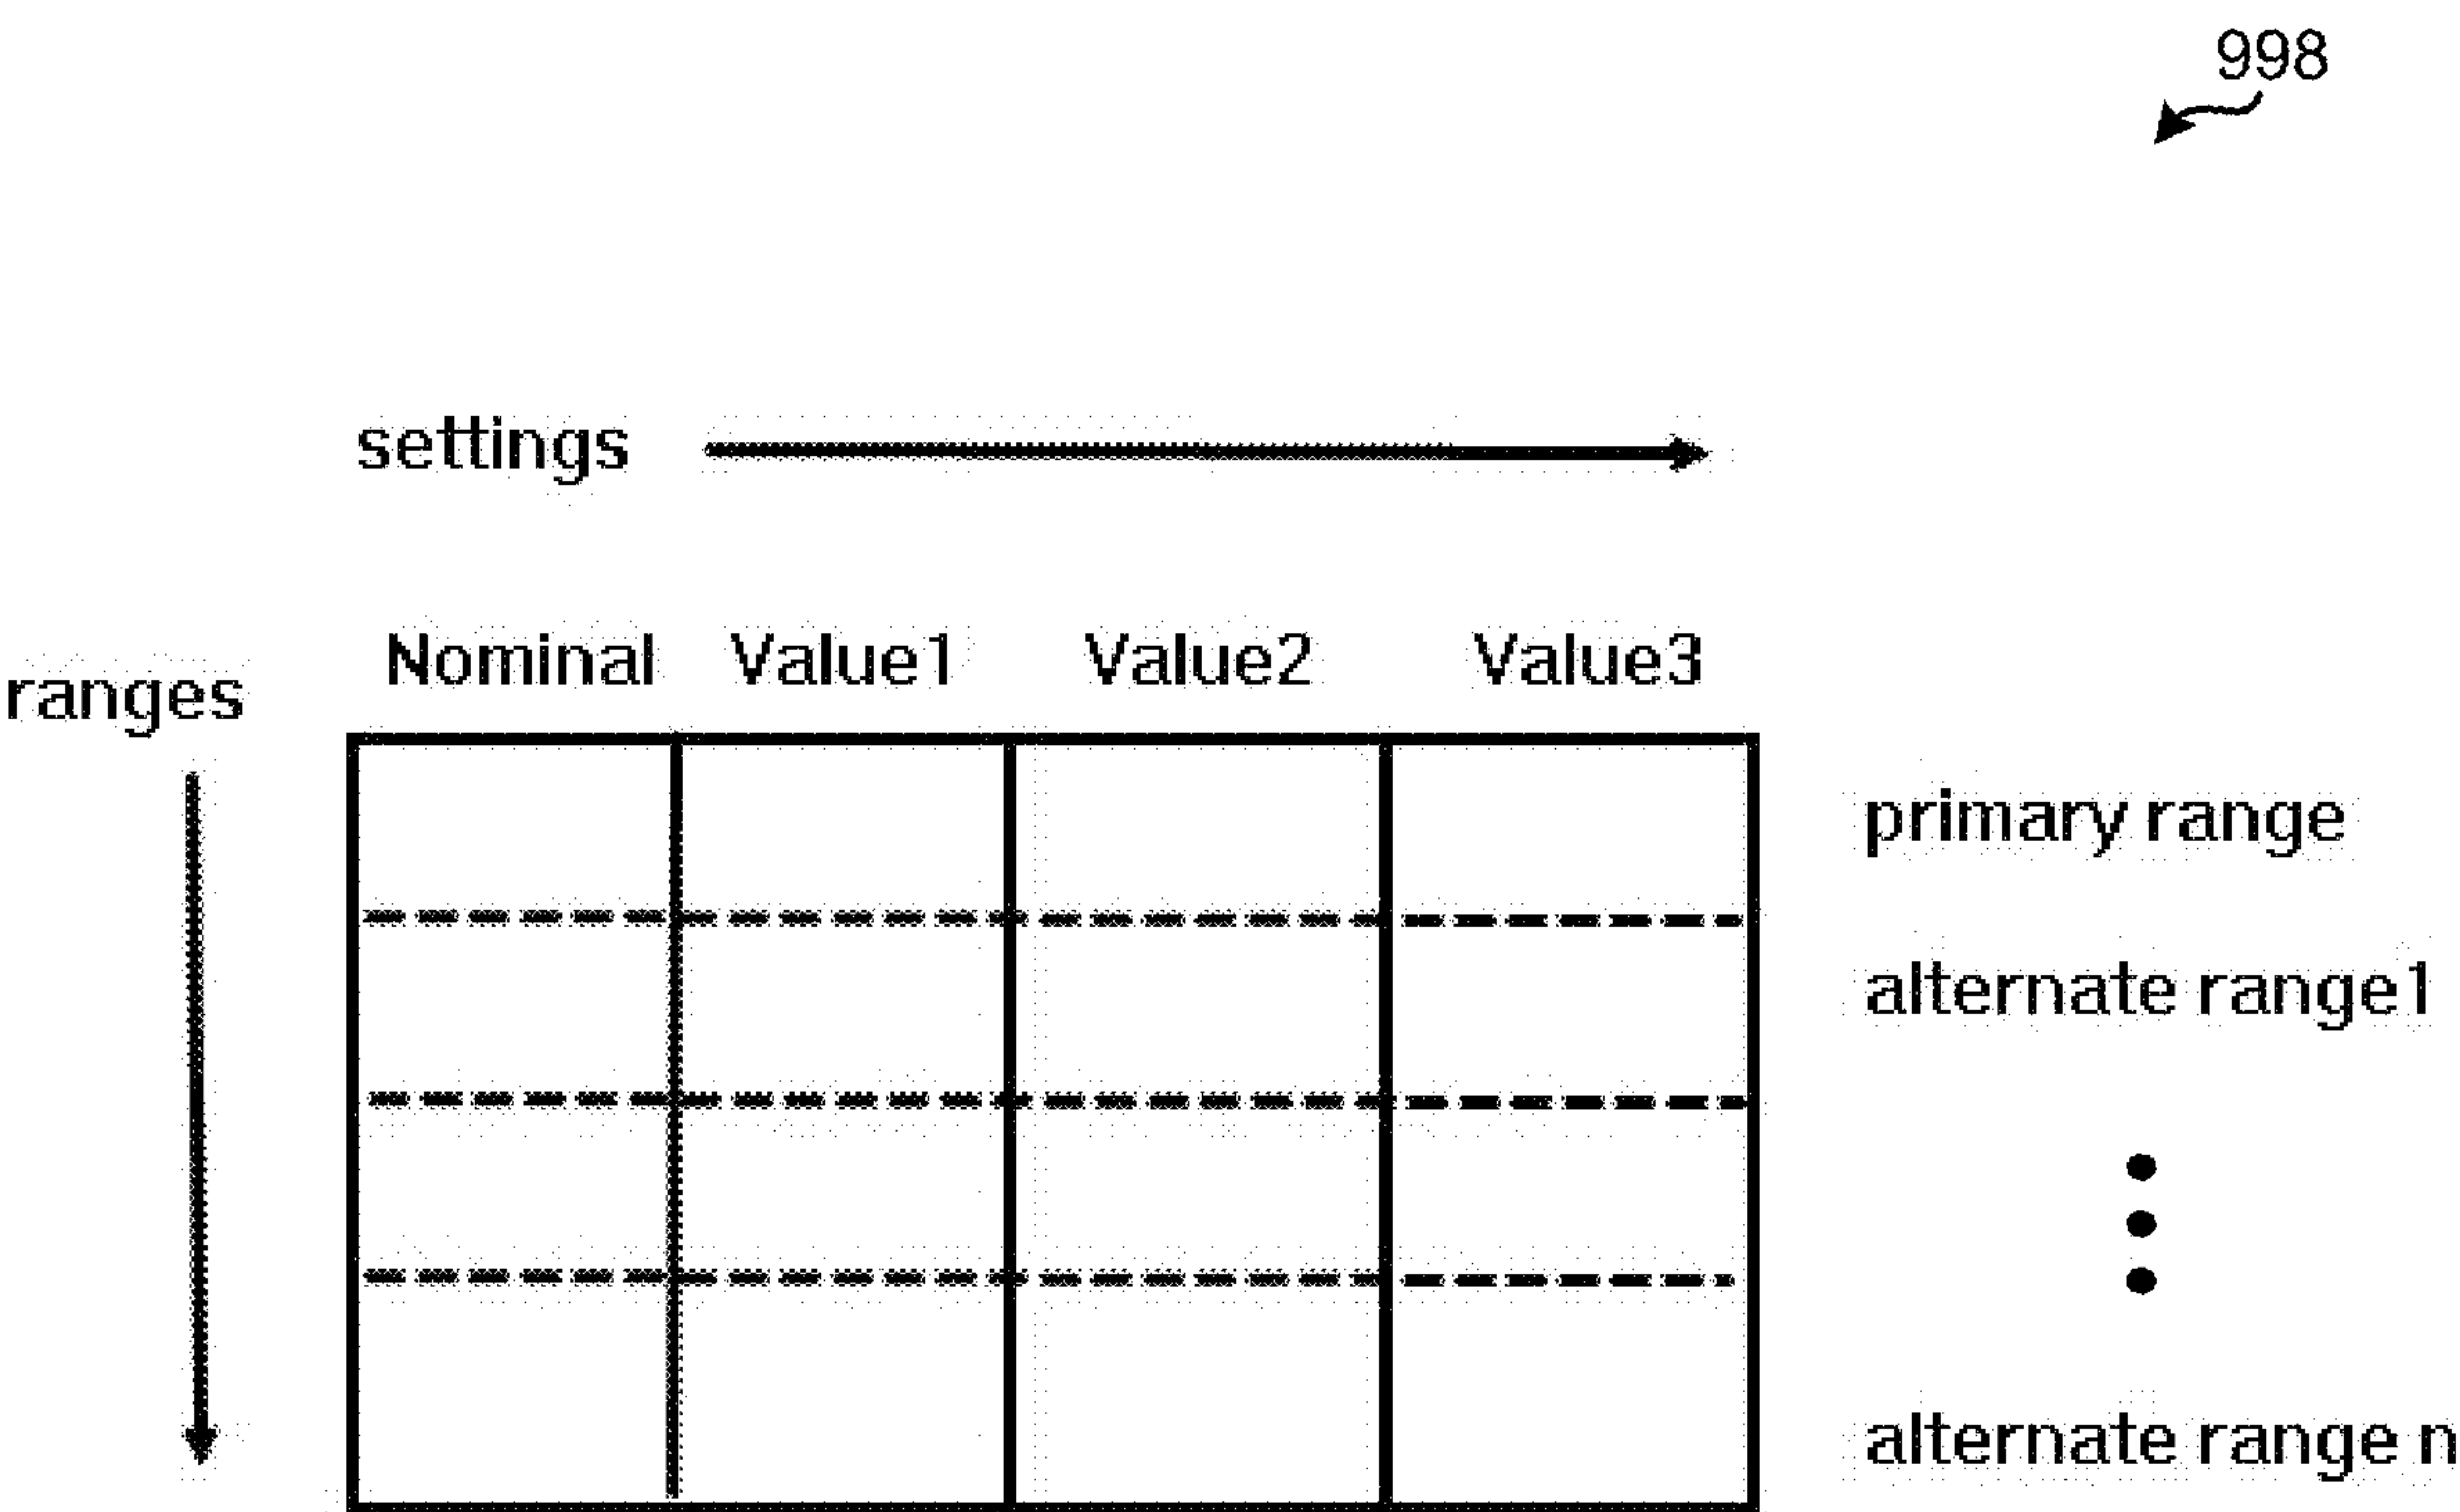 998
settings
Nominal Value1 Value2 Value3
ranges
primary range
alternate range1
alternate range n